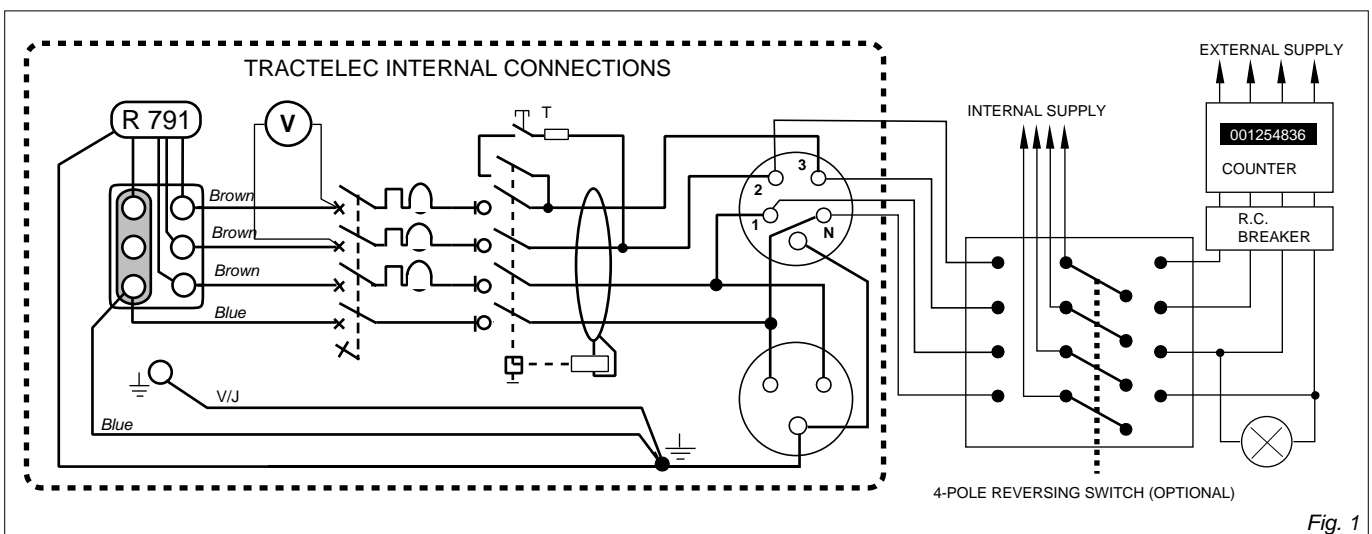 TRACTELEC INTERNAL CONNECTIONS
R 791
V
T
Brown
Brown
Brown
Blue
V/J
Blue
2
3
1
N
INTERNAL SUPPLY
EXTERNAL SUPPLY
001254836
COUNTER
R.C.
BREAKER
4-POLE REVERSING SWITCH (OPTIONAL)
Fig. 1